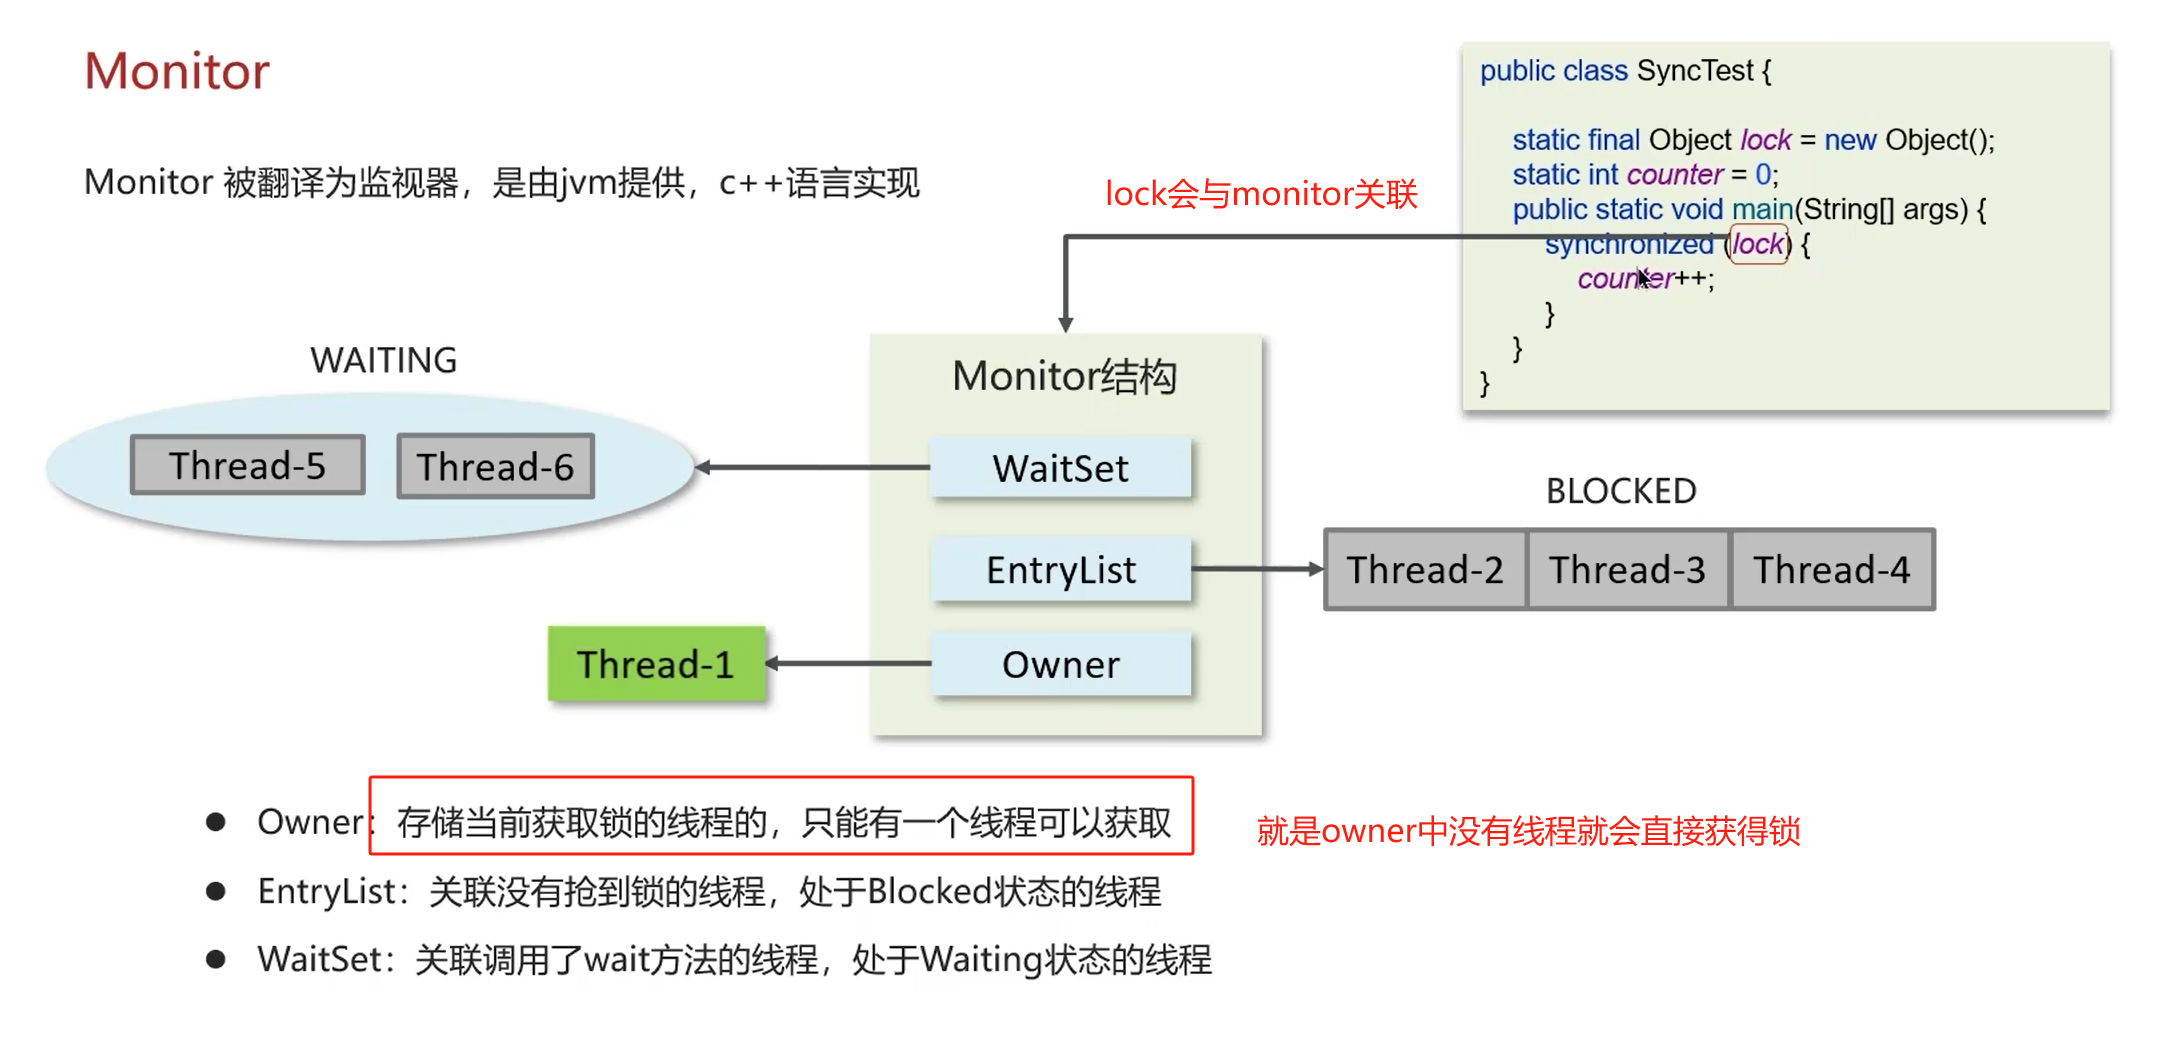 Monitor
Monitor 被翻译为监视器，是由jvm提供，c++语言实现
lock会与monitor关联
public class SyncTest {
static final Object lock = new Object();
static int counter = 0;
public static void main(String[] args) {
synchronized (lock) {
counter++;
}
}
}
WAITING
Thread-5 Thread-6
Monitor结构
WaitSet
EntryList
Owner
BLOCKED
Thread-2 Thread-3 Thread-4
Thread-1
● Owner：存储当前获取锁的线程的，只能有一个线程可以获取
就是owner中没有线程就会直接获得锁
● EntryList：关联没有抢到锁的线程，处于Blocked状态的线程
● WaitSet：关联调用了wait方法的线程，处于Waiting状态的线程